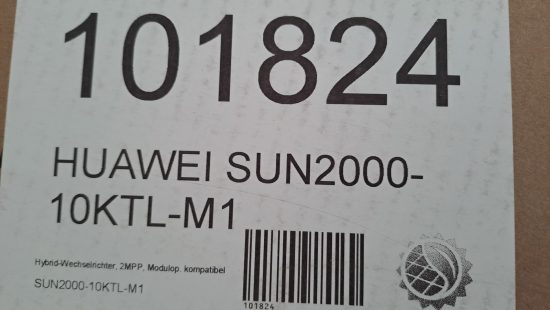 101824
HUAWEI SUN2000-
10KTL-M1
Hybrid-Wechselrichter, 2MPP, Modulop. kompatibel
SUN2000-10KTL-M1
101824